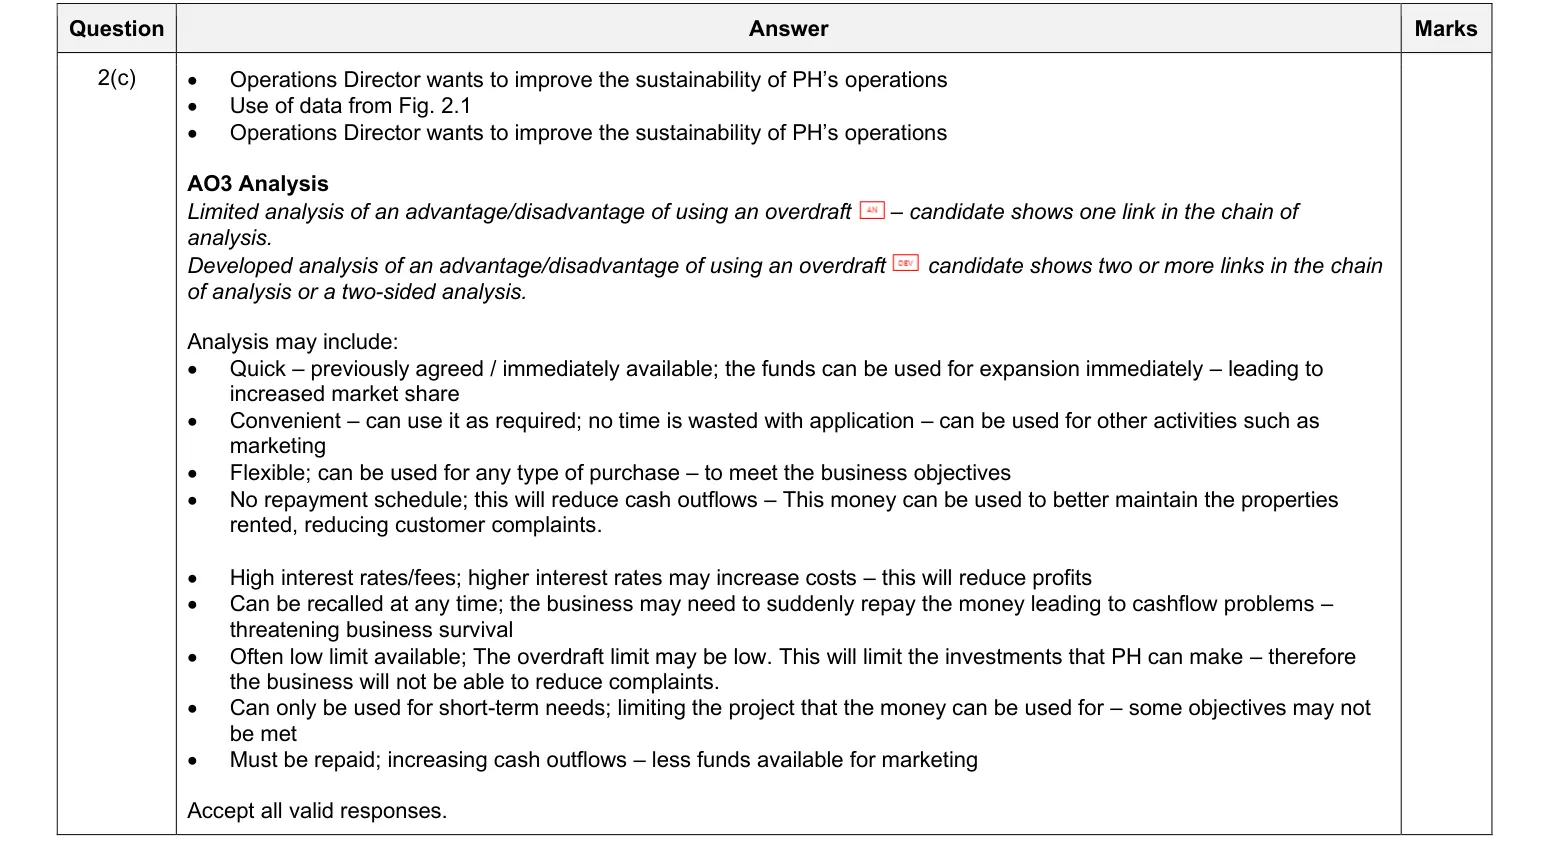 Question Answer Marks
2(c)
• Operations Director wants to improve the sustainability of PH's operations
• Use of data from Fig. 2.1
• Operations Director wants to improve the sustainability of PH's operations
AO3 Analysis
Limited analysis of an advantage/disadvantage of using an overdraft AN – candidate shows one link in the chain of
analysis.
Developed analysis of an advantage/disadvantage of using an overdraft DEV candidate shows two or more links in the chain
of analysis or a two-sided analysis.
Analysis may include:
• Quick – previously agreed / immediately available; the funds can be used for expansion immediately – leading to
increased market share
• Convenient – can use it as required; no time is wasted with application – can be used for other activities such as
marketing
• Flexible; can be used for any type of purchase – to meet the business objectives
• No repayment schedule; this will reduce cash outflows – This money can be used to better maintain the properties
rented, reducing customer complaints.
• High interest rates/fees; higher interest rates may increase costs – this will reduce profits
• Can be recalled at any time; the business may need to suddenly repay the money leading to cashflow problems –
threatening business survival
• Often low limit available; The overdraft limit may be low. This will limit the investments that PH can make – therefore
the business will not be able to reduce complaints.
• Can only be used for short-term needs; limiting the project that the money can be used for – some objectives may not
be met
• Must be repaid; increasing cash outflows – less funds available for marketing
Accept all valid responses.